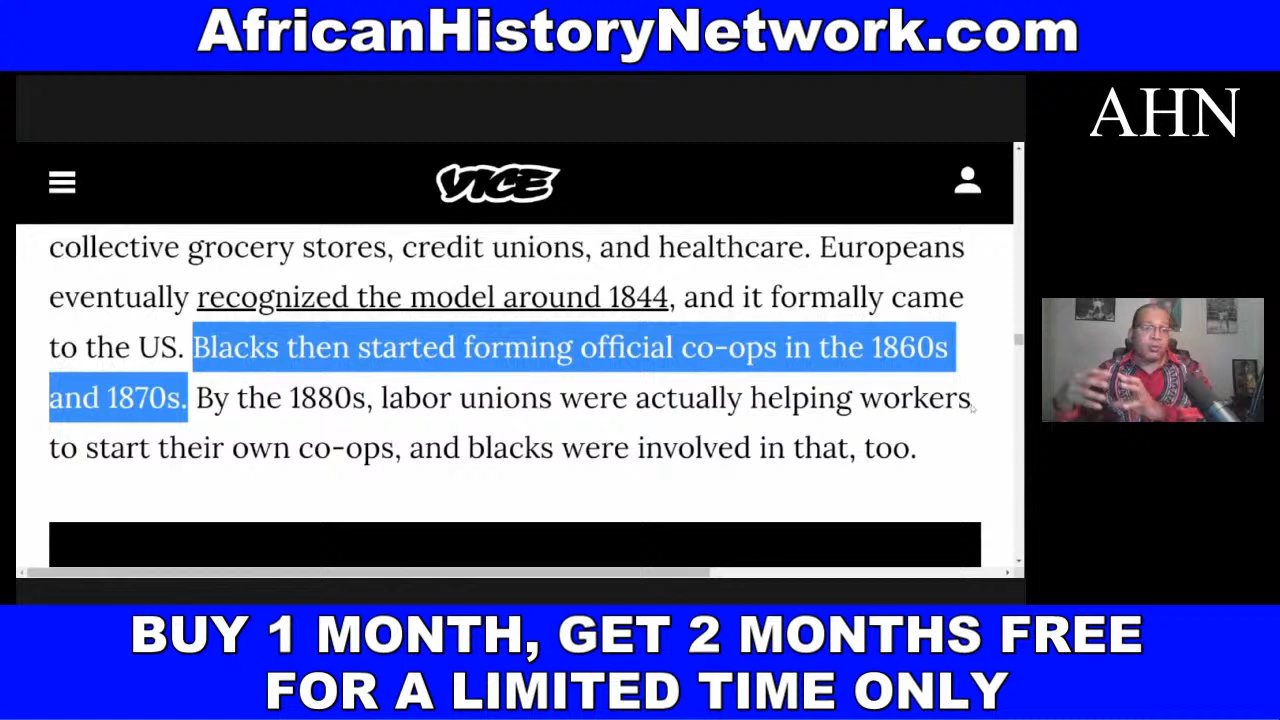 AfricanHistoryNetwork.com
AHN
VICE
collective grocery stores, credit unions, and healthcare. Europeans
eventually recognized the model around 1844, and it formally came
to the US. Blacks then started forming official co-ops in the 1860s
and 1870s. By the 1880s, labor unions were actually helping workers
to start their own co-ops, and blacks were involved in that, too.
BUY 1 MONTH, GET 2 MONTHS FREE
FOR A LIMITED TIME ONLY